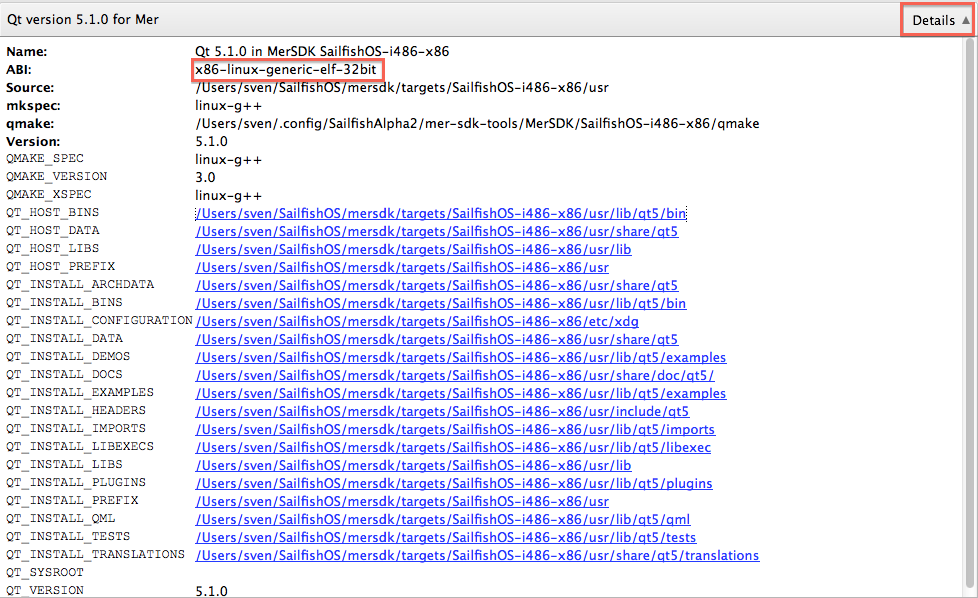 Qt version 5.1.0 for Mer Details ▲
Name: Qt 5.1.0 in MerSDK SailfishOS-i486-x86
ABI: x86-linux-generic-elf-32bit
Source: /Users/sven/SailfishOS/mersdk/targets/SailfishOS-i486-x86/usr
mkspec: linux-g++
qmake: /Users/sven/.config/SailfishAlpha2/mer-sdk-tools/MerSDK/SailfishOS-i486-x86/qmake
Version: 5.1.0
QMAKE_SPEC linux-g++
QMAKE_VERSION 3.0
QMAKE_XSPEC linux-g++
QT_HOST_BINS /Users/sven/SailfishOS/mersdk/targets/SailfishOS-i486-x86/usr/lib/qt5/bin
QT_HOST_DATA /Users/sven/SailfishOS/mersdk/targets/SailfishOS-i486-x86/usr/share/qt5
QT_HOST_LIBS /Users/sven/SailfishOS/mersdk/targets/SailfishOS-i486-x86/usr/lib
QT_HOST_PREFIX /Users/sven/SailfishOS/mersdk/targets/SailfishOS-i486-x86/usr
QT_INSTALL_ARCHDATA /Users/sven/SailfishOS/mersdk/targets/SailfishOS-i486-x86/usr/share/qt5
QT_INSTALL_BINS /Users/sven/SailfishOS/mersdk/targets/SailfishOS-i486-x86/usr/lib/qt5/bin
QT_INSTALL_CONFIGURATION /Users/sven/SailfishOS/mersdk/targets/SailfishOS-i486-x86/etc/xdg
QT_INSTALL_DATA /Users/sven/SailfishOS/mersdk/targets/SailfishOS-i486-x86/usr/share/qt5
QT_INSTALL_DEMOS /Users/sven/SailfishOS/mersdk/targets/SailfishOS-i486-x86/usr/lib/qt5/examples
QT_INSTALL_DOCS /Users/sven/SailfishOS/mersdk/targets/SailfishOS-i486-x86/usr/share/doc/qt5/
QT_INSTALL_EXAMPLES /Users/sven/SailfishOS/mersdk/targets/SailfishOS-i486-x86/usr/lib/qt5/examples
QT_INSTALL_HEADERS /Users/sven/SailfishOS/mersdk/targets/SailfishOS-i486-x86/usr/include/qt5
QT_INSTALL_IMPORTS /Users/sven/SailfishOS/mersdk/targets/SailfishOS-i486-x86/usr/lib/qt5/imports
QT_INSTALL_LIBEXECS /Users/sven/SailfishOS/mersdk/targets/SailfishOS-i486-x86/usr/lib/qt5/libexec
QT_INSTALL_LIBS /Users/sven/SailfishOS/mersdk/targets/SailfishOS-i486-x86/usr/lib
QT_INSTALL_PLUGINS /Users/sven/SailfishOS/mersdk/targets/SailfishOS-i486-x86/usr/lib/qt5/plugins
QT_INSTALL_PREFIX /Users/sven/SailfishOS/mersdk/targets/SailfishOS-i486-x86/usr
QT_INSTALL_QML /Users/sven/SailfishOS/mersdk/targets/SailfishOS-i486-x86/usr/lib/qt5/qml
QT_INSTALL_TESTS /Users/sven/SailfishOS/mersdk/targets/SailfishOS-i486-x86/usr/lib/qt5/tests
QT_INSTALL_TRANSLATIONS /Users/sven/SailfishOS/mersdk/targets/SailfishOS-i486-x86/usr/share/qt5/translations
QT_SYSROOT
QT_VERSION 5.1.0